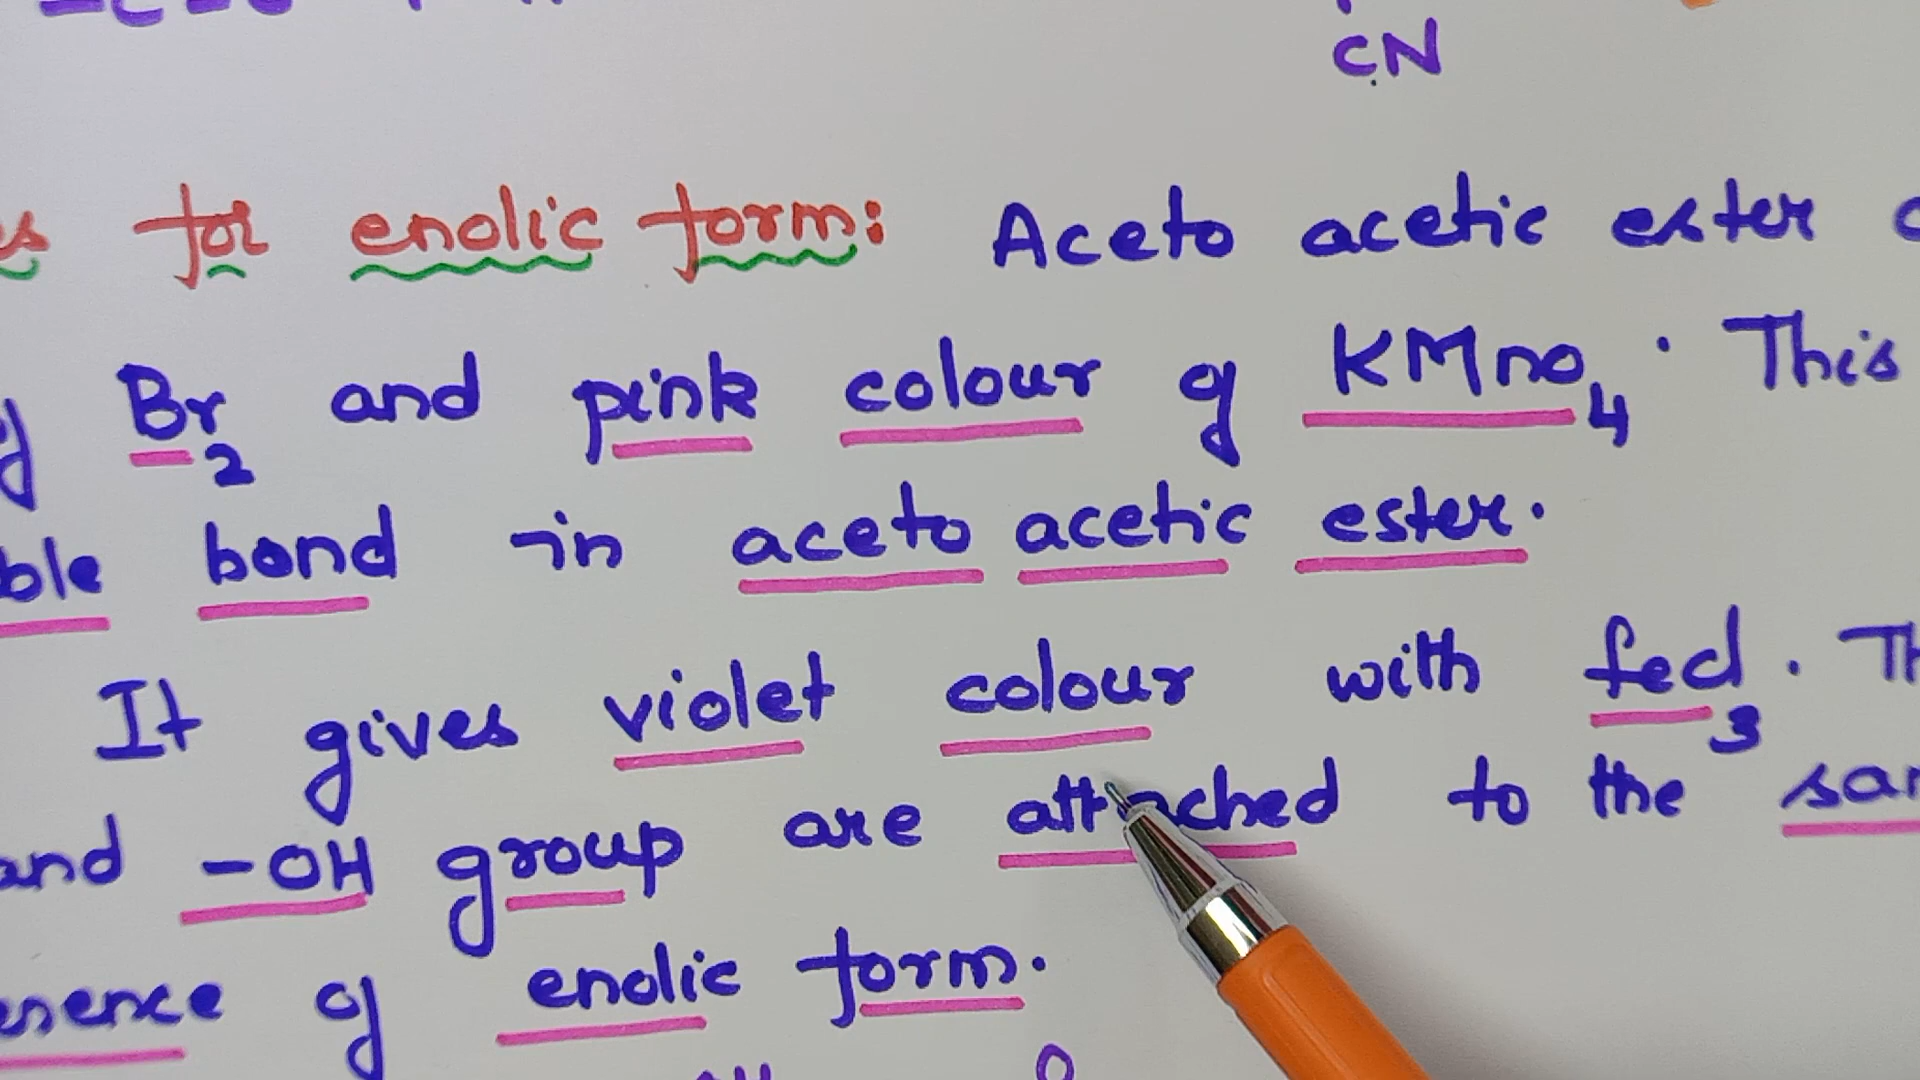 CN
for enolic form: Aceto acetic ester
Br2 and pink colour of KMnO4. This
ble bond in aceto acetic ester.
It gives violet colour with fecl3. Th
and -OH group are attached to the sam
esence of enolic form.